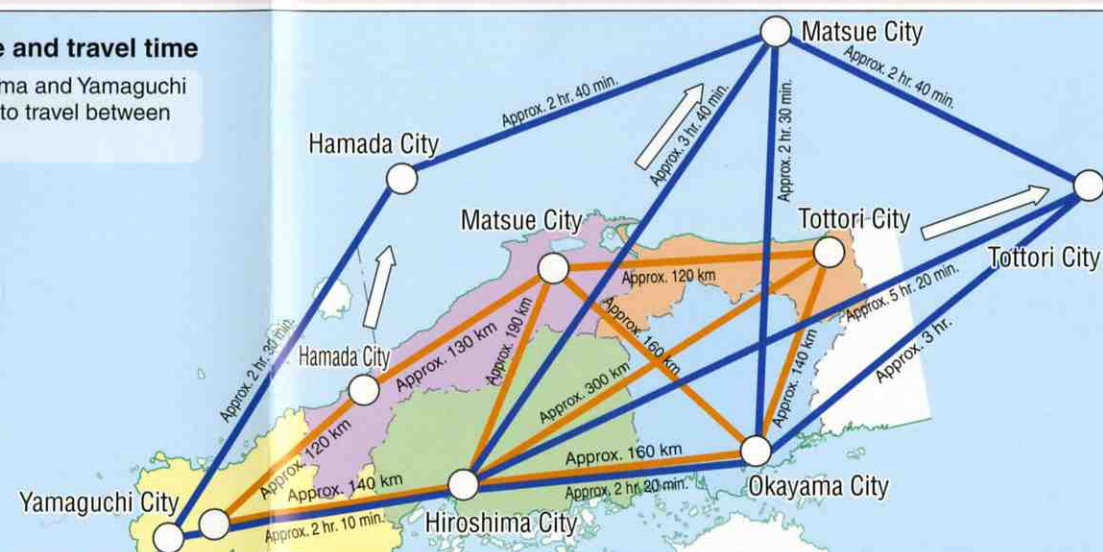 e and travel time
ma and Yamaguchi
to travel between
Matsue City
Approx. 2 hr. 40 min.
Approx. 2 hr. 40 min.
Approx. 3 hr. 40 min.
Approx. 2 hr. 30 min.
Hamada City
Matsue City
Tottori City
Tottori City
Approx. 120 km
Approx. 5 hr. 20 min.
Approx. 190 km
Approx. 160 km
Approx. 130 km
Approx. 2 hr. 30 min.
Hamada City
Approx. 300 km
Approx. 140 km
Approx. 3 hr.
Approx. 120 km
Approx. 160 km
Approx. 140 km
Approx. 2 hr. 20 min.
Okayama City
Yamaguchi City
Approx. 2 hr. 10 min.
Hiroshima City